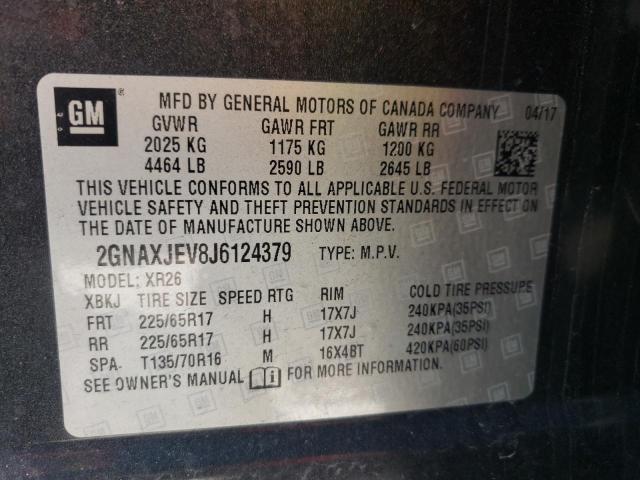 GM ® MFD BY GENERAL MOTORS OF CANADA COMPANY 04/17
GVWR GAWR FRT GAWR RR
2025 KG 1175 KG 1200 KG
4464 LB 2590 LB 2645 LB
THIS VEHICLE CONFORMS TO ALL APPLICABLE U.S. FEDERAL MOTOR
VEHICLE SAFETY AND THEFT PREVENTION STANDARDS IN EFFECT ON
THE DATE OF MANUFACTURE SHOWN ABOVE.
2GNAXJEV8J6124379 TYPE: M.P.V.
MODEL: XR26
XBKJ TIRE SIZE SPEED RTG RIM COLD TIRE PRESSURE
FRT 225/65R17 H 17X7J 240KPA(35PSI)
RR 225/65R17 H 17X7J 240KPA(35PSI)
SPA- T135/70R16 M 16X4BT 420KPA(60PSI)
SEE OWNER'S MANUAL FOR MORE INFORMATION